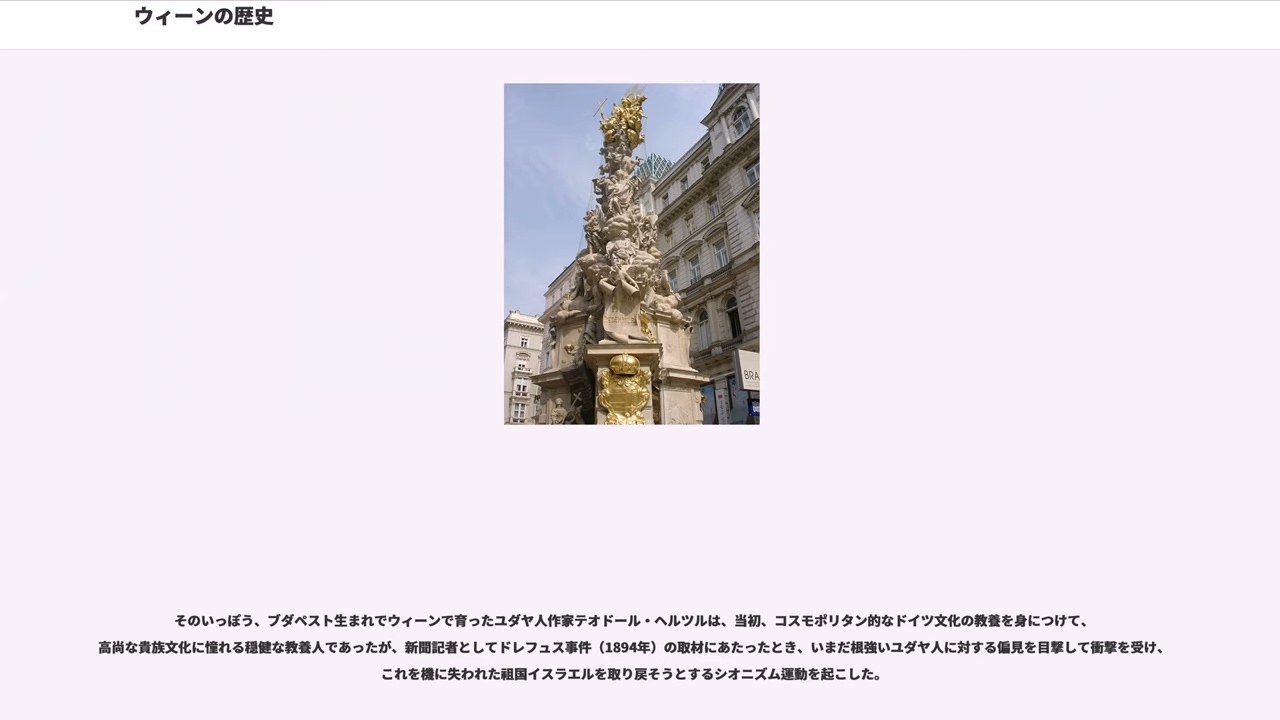 ウィーンの歴史
BRA
そのいっぽう、ブダペスト生まれでウィーンで育ったユダヤ人作家テオドール・ヘルツルは、当初、コスモポリタン的なドイツ文化の教養を身につけて、
高尚な貴族文化に憧れる穏健な教養人であったが、新聞記者としてドレフュス事件（1894年）の取材にあたったとき、いまだ根強いユダヤ人に対する偏見を目撃して衝撃を受け、
これを機に失われた祖国イスラエルを取り戻そうとするシオニズム運動を起こした。